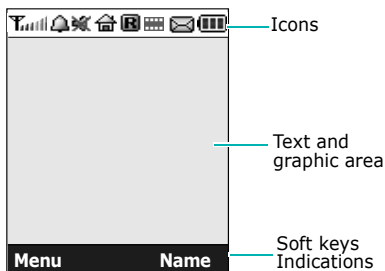 R
Icons
Text and
graphic area
Menu
Name
Soft keys
Indications